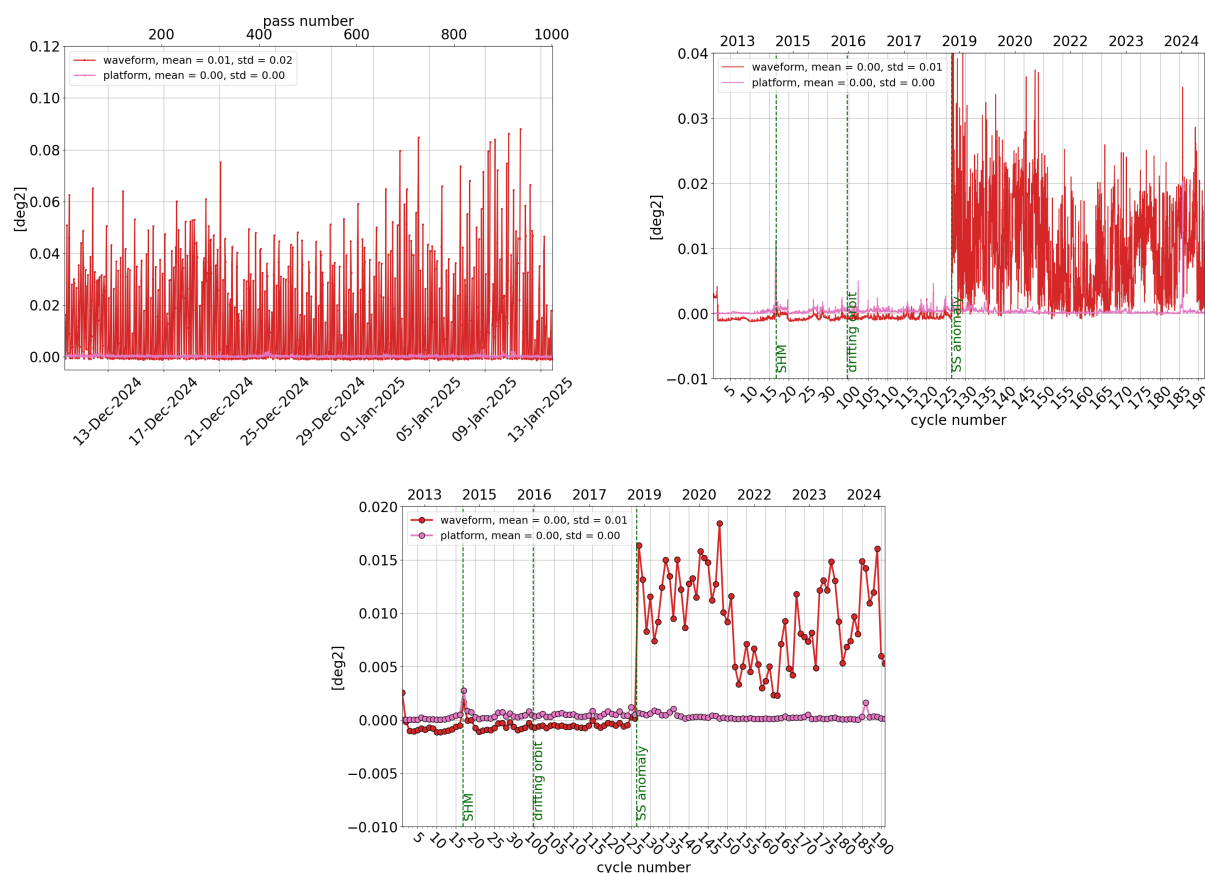 pass number
200 400 600 800 1000
0.12
0.10
0.08
0.06
0.04
0.02
0.00
[deg2]
waveform, mean = 0.01, std = 0.02
platform, mean = 0.00, std = 0.00
13-Dec-2024 17-Dec-2024 21-Dec-2024 25-Dec-2024 29-Dec-2024 01-Jan-2025 05-Jan-2025 09-Jan-2025 13-Jan-2025
2013 2015 2016 2017 2019 2020 2022 2023 2024
0.04
0.03
0.02
0.01
0.00
−0.01
[deg2]
waveform, mean = 0.00, std = 0.01
platform, mean = 0.00, std = 0.00
SHM
drifting orbit
SS anomaly
5 10 15 20 25 30 100 105 110 115 120 125 130 135 140 145 150 155 160 165 170 175 180 185 190
cycle number
2013 2015 2016 2017 2019 2020 2022 2023 2024
0.020
0.015
0.010
0.005
0.000
−0.005
−0.010
[deg2]
waveform, mean = 0.00, std = 0.01
platform, mean = 0.00, std = 0.00
SHM
drifting orbit
SS anomaly
5 10 15 20 25 30 100 105 110 115 120 125 130 135 140 145 150 155 160 165 170 175 180 185 190
cycle number